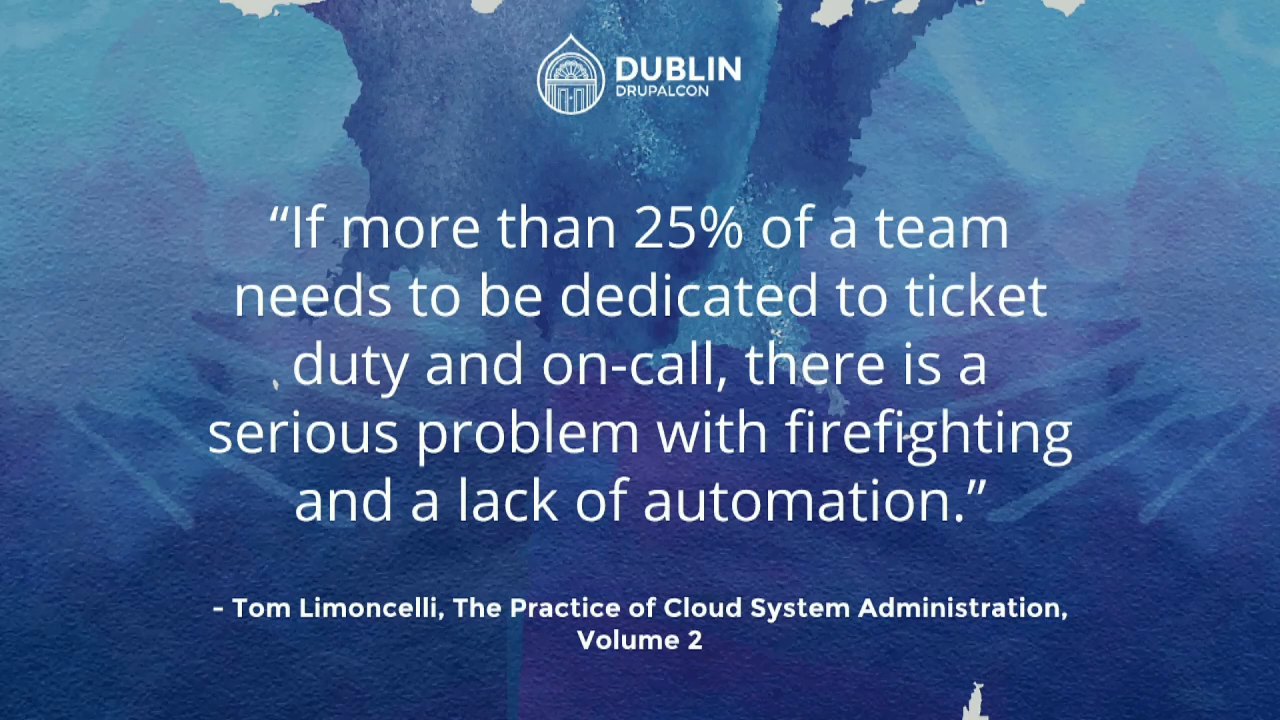 DUBLIN
DRUPALCON
“If more than 25% of a team
needs to be dedicated to ticket
duty and on-call, there is a
serious problem with firefighting
and a lack of automation.”
- Tom Limoncelli, The Practice of Cloud System Administration,
Volume 2